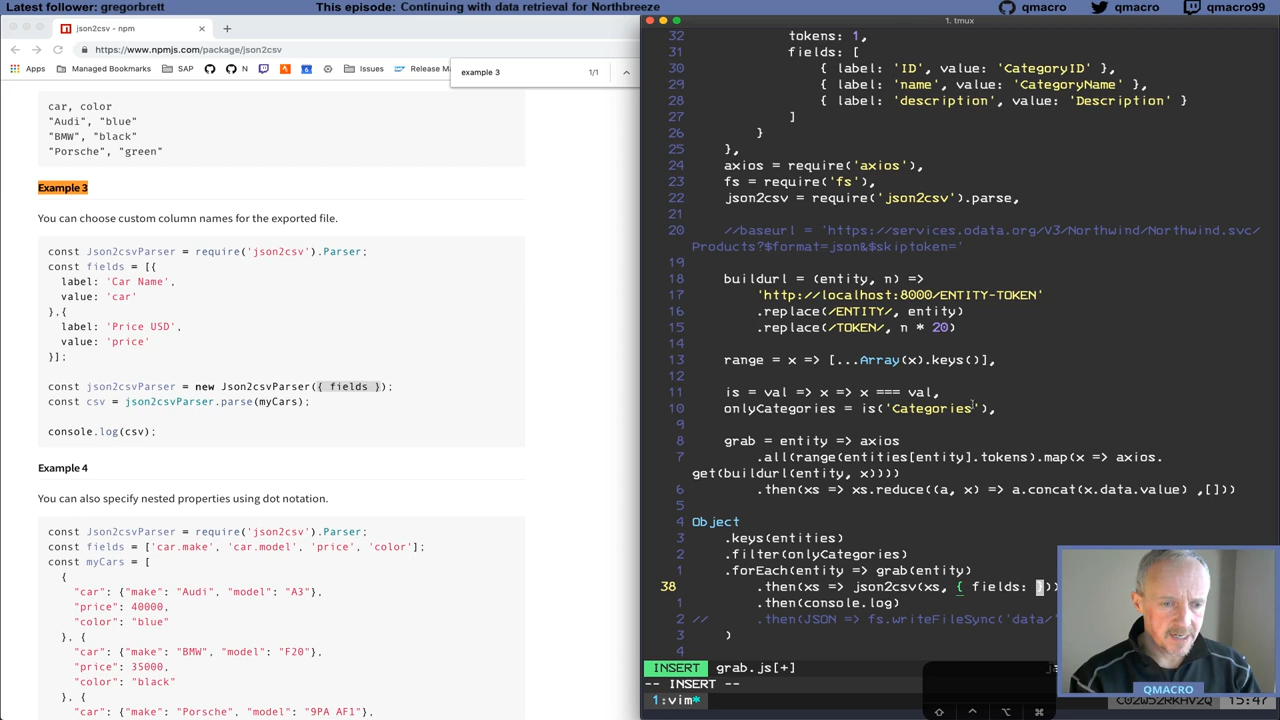 Latest follower: gregorbrett
This episode: Continuing with data retrieval for Northbreeze
qmacro
qmacro
qmacro99
json2csv - npm
https://www.npmjs.com/package/json2csv
Apps
Managed Bookmarks
SAP
N
Issues
Release M
example 3
1/1
car, color
"Audi", "blue"
"BMW", "black"
"Porsche", "green"
Example 3
You can choose custom column names for the exported file.
const Json2csvParser = require('json2csv').Parser;
const fields = [{
label: 'Car Name',
value: 'car'
},{
label: 'Price USD',
value: 'price'
}];
const json2csvParser = new Json2csvParser({ fields });
const csv = json2csvParser.parse(myCars);
console.log(csv);
Example 4
You can also specify nested properties using dot notation.
const Json2csvParser = require('json2csv').Parser;
const fields = ['car.make', 'car.model', 'price', 'color'];
const myCars = [
{
"car": {"make": "Audi", "model": "A3"},
"price": 40000,
"color": "blue"
}, {
"car": {"make": "BMW", "model": "F20"},
"price": 35000,
"color": "black"
}, {
"car": {"make": "Porsche", "model": "9PA AF1"},
1. tmux
32 tokens: 1,
31 fields: [
30 { label: 'ID', value: 'CategoryID' },
29 { label: 'name', value: 'CategoryName' },
28 { label: 'description', value: 'Description' }
27 ]
26 }
25 },
24 axios = require('axios'),
23 fs = require('fs'),
22 json2csv = require('json2csv').parse,
21
20 //baseurl = 'https://services.odata.org/V3/Northwind/Northwind.svc/
Products?$format=json&$skiptoken='
19
18 buildurl = (entity, n) =>
17 'http://localhost:8000/ENTITY-TOKEN'
16 .replace(/ENTITY/, entity)
15 .replace(/TOKEN/, n * 20)
14
13 range = x => [...Array(x).keys()],
12
11 is = val => x => x === val,
10 onlyCategories = is('Categories'),
9
8 grab = entity => axios
7 .all(range(entities[entity].tokens).map(x => axios.
get(buildurl(entity, x))))
6 .then(xs => xs.reduce((a, x) => a.concat(x.data.value) ,[]))
5
4 Object
3 .keys(entities)
2 .filter(onlyCategories)
1 .forEach(entity => grab(entity)
38 .then(xs => json2csv(xs, { fields: }))
1 .then(console.log)
2 // .then(JSON => fs.writeFileSync('data/
3 )
4
INSERT grab.js[+]
-- INSERT --
1:vim*
C02W52RKHV2Q
15:47
QMACRO